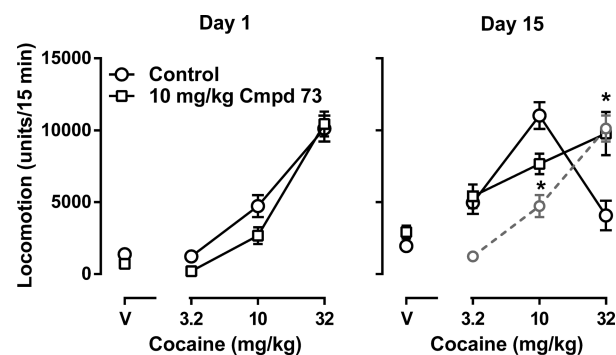 Day 1
Day 15
Locomotion (units/15 min)
15000
10000
5000
0
Control
10 mg/kg Cmpd 73
*
*
V
3.2
10
32
V
3.2
10
32
Cocaine (mg/kg)
Cocaine (mg/kg)